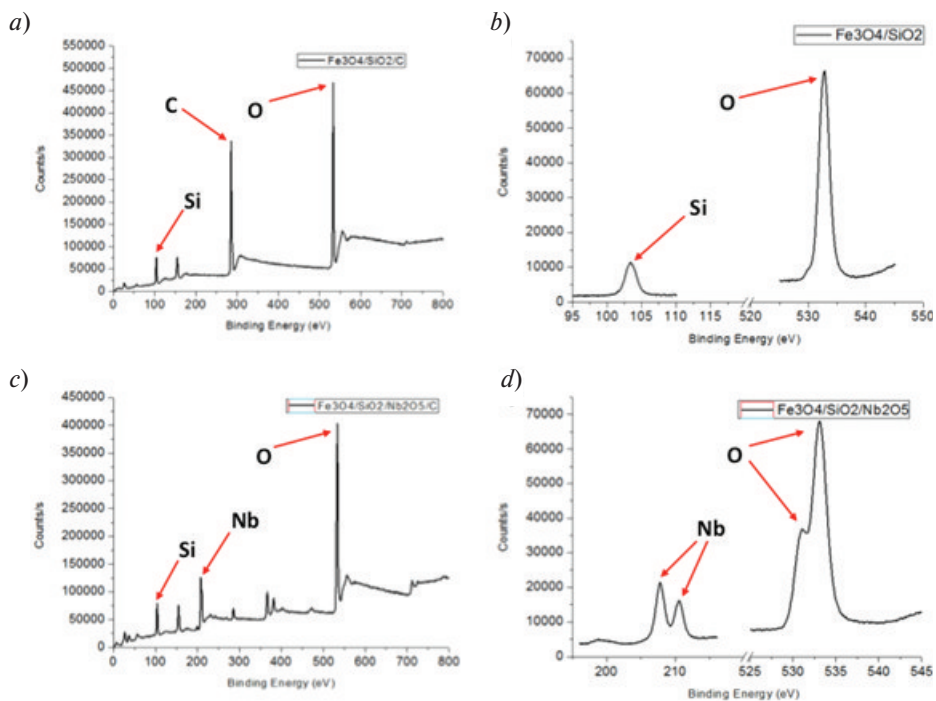 a)
550000
500000
450000
400000
350000
300000
250000
200000
150000
100000
50000
0
Counts/s
Fe3O4/SiO2/C
C
O
Si
0 100 200 300 400 500 600 700 800
Binding Energy (eV)
b)
70000
60000
50000
40000
30000
20000
10000
0
Counts/s
Fe3O4/SiO2
O
Si
95 100 105 110 115 520 525 530 535 540 545 550
Binding Energy (eV)
c)
450000
400000
350000
300000
250000
200000
150000
100000
50000
0
Counts/s
Fe3O4/SiO2/Nb2O5/C
O
Nb
Si
0 100 200 300 400 500 600 700 800
Binding Energy (eV)
d)
70000
60000
50000
40000
30000
20000
10000
0
Counts/s
Fe3O4/SiO2/Nb2O5
O
Nb
200 210 525 530 535 540 545
Binding Energy (eV)